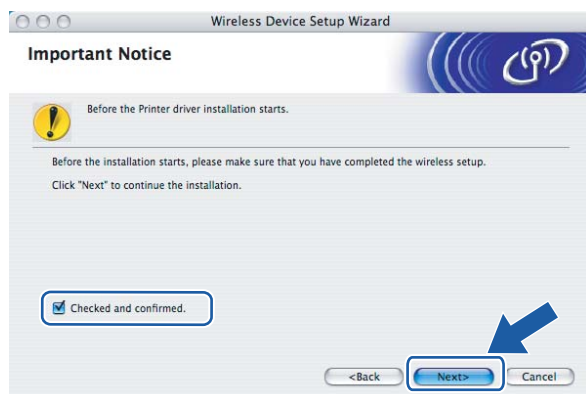 Wireless Device Setup Wizard
Important Notice
Before the Printer driver installation starts.
Before the installation starts, please make sure that you have completed the wireless setup.
Click "Next" to continue the installation.
Checked and confirmed.
<Back Next> Cancel